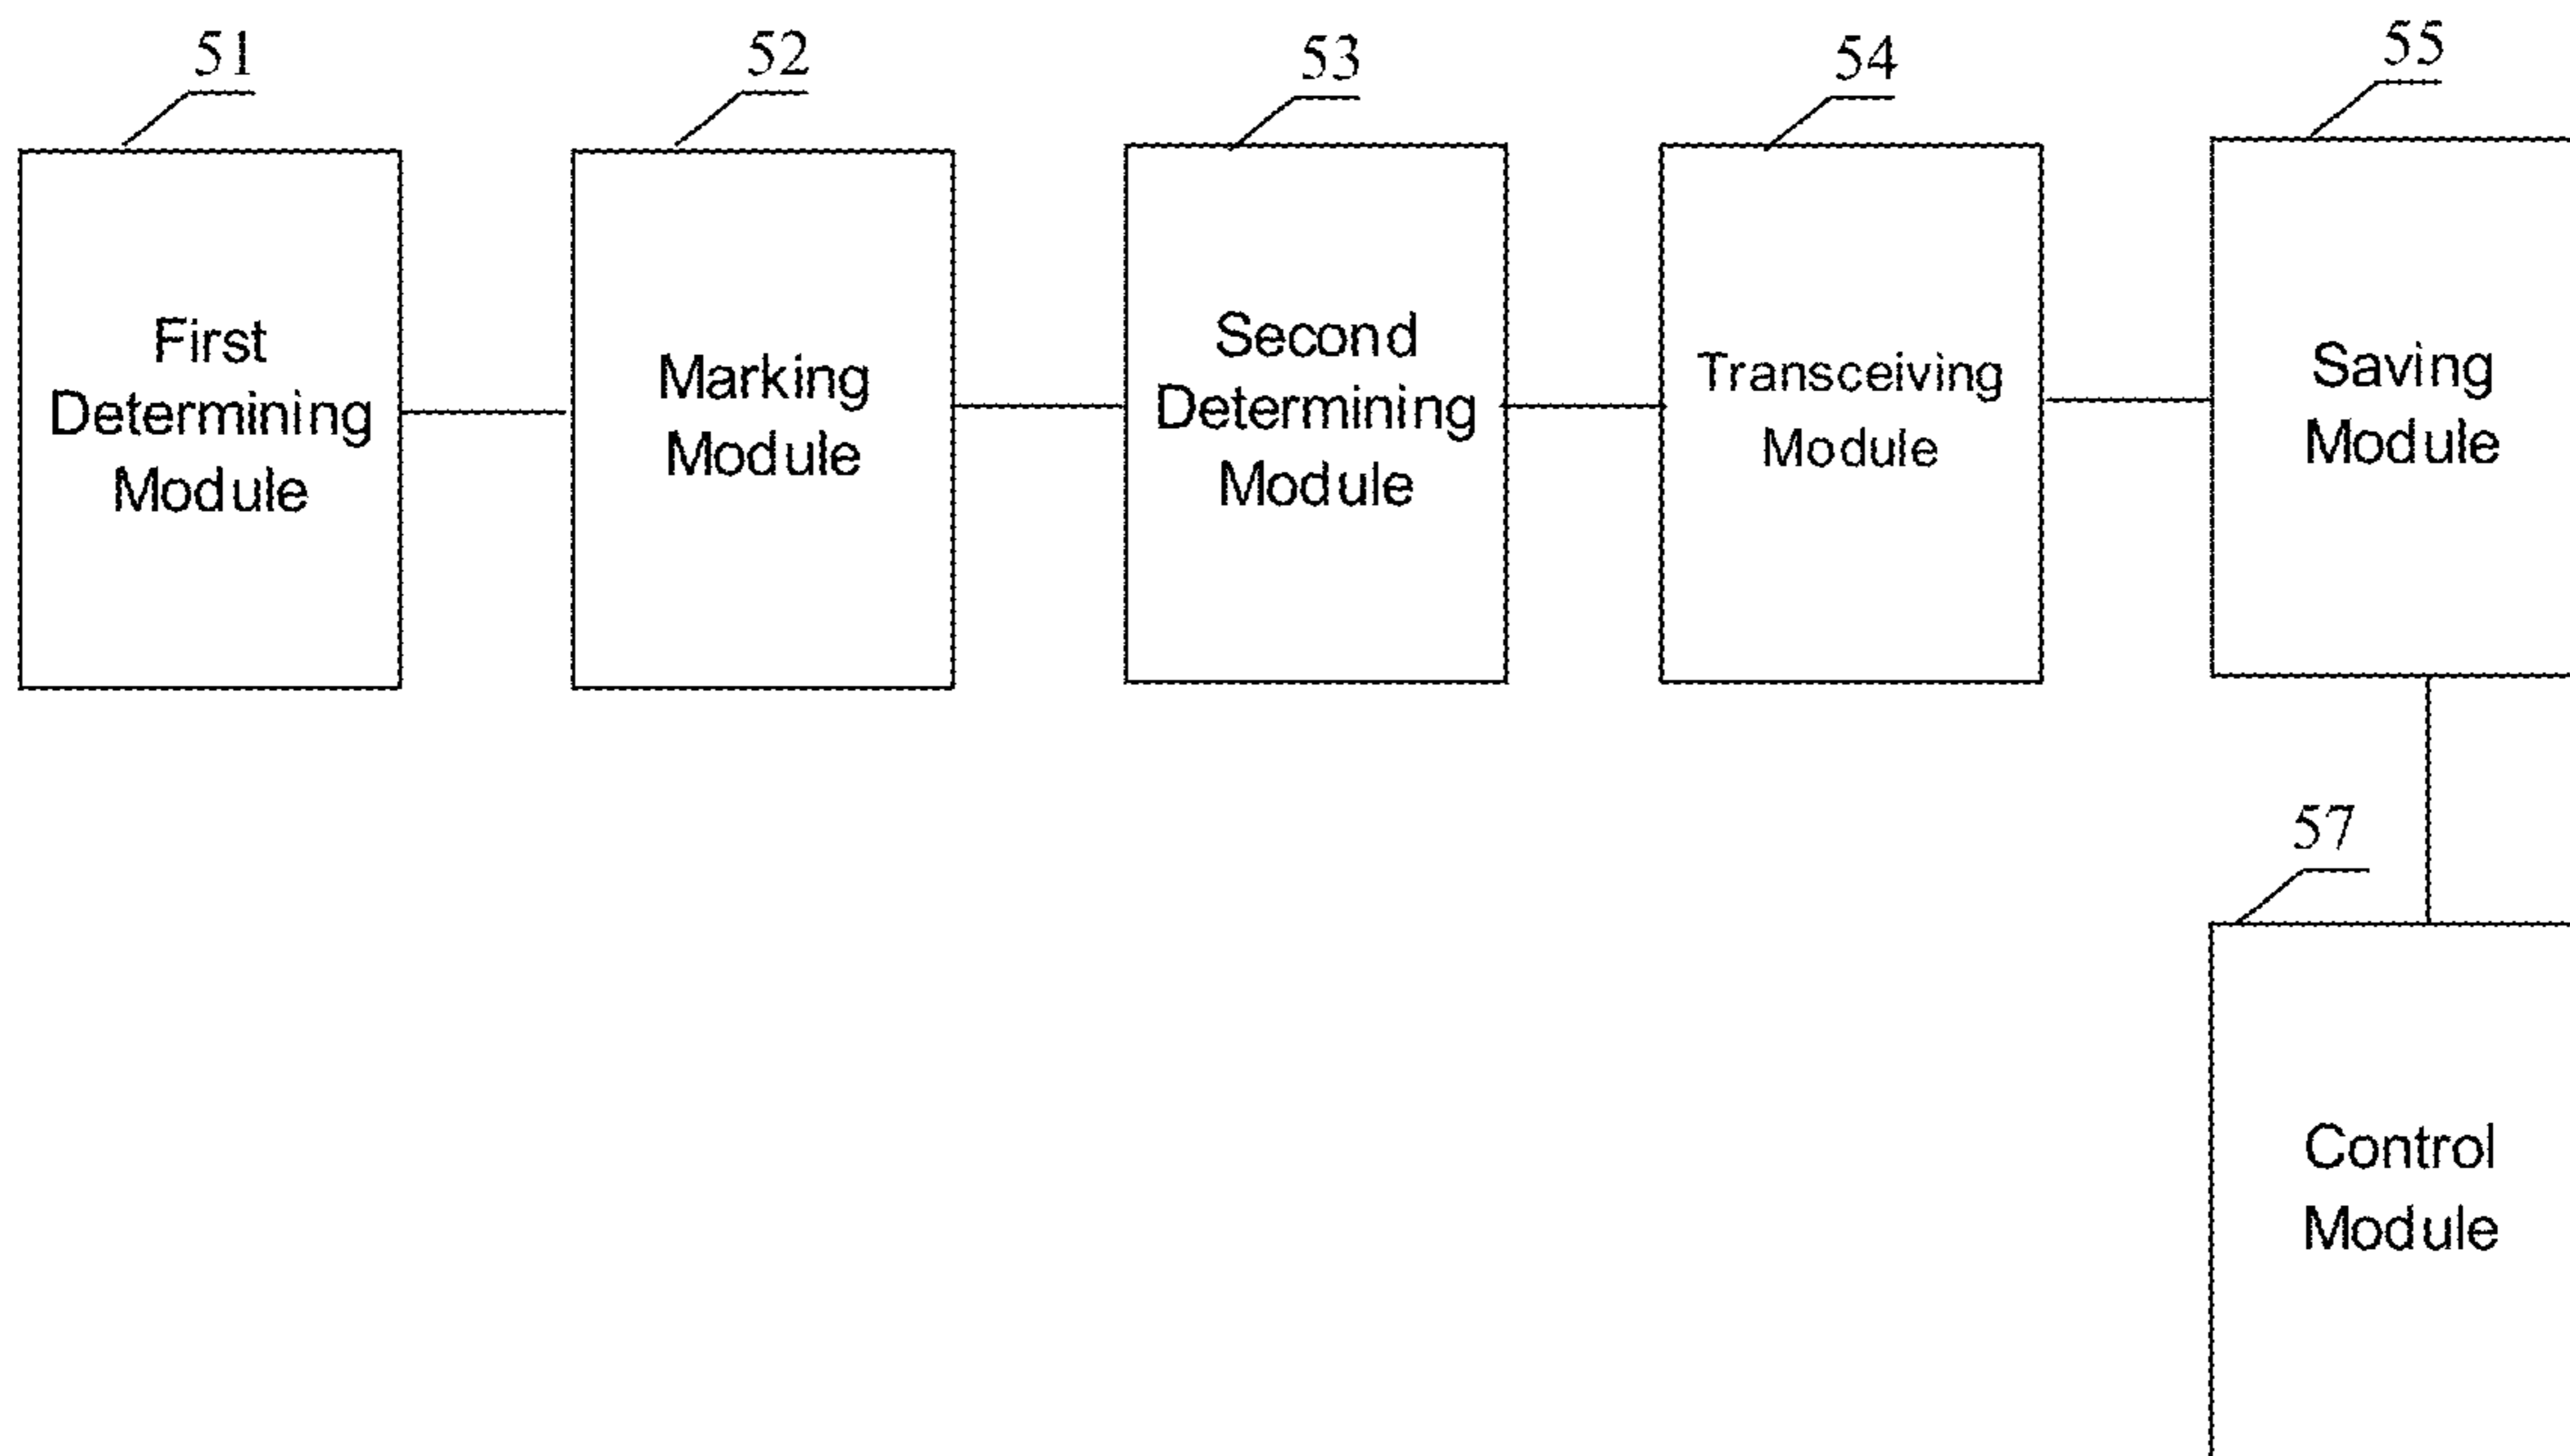 51
52
53
54
55
First
Determining
Module
Marking
Module
Second
Determining
Module
Transceiving
Module
Saving
Module
57
Control
Module